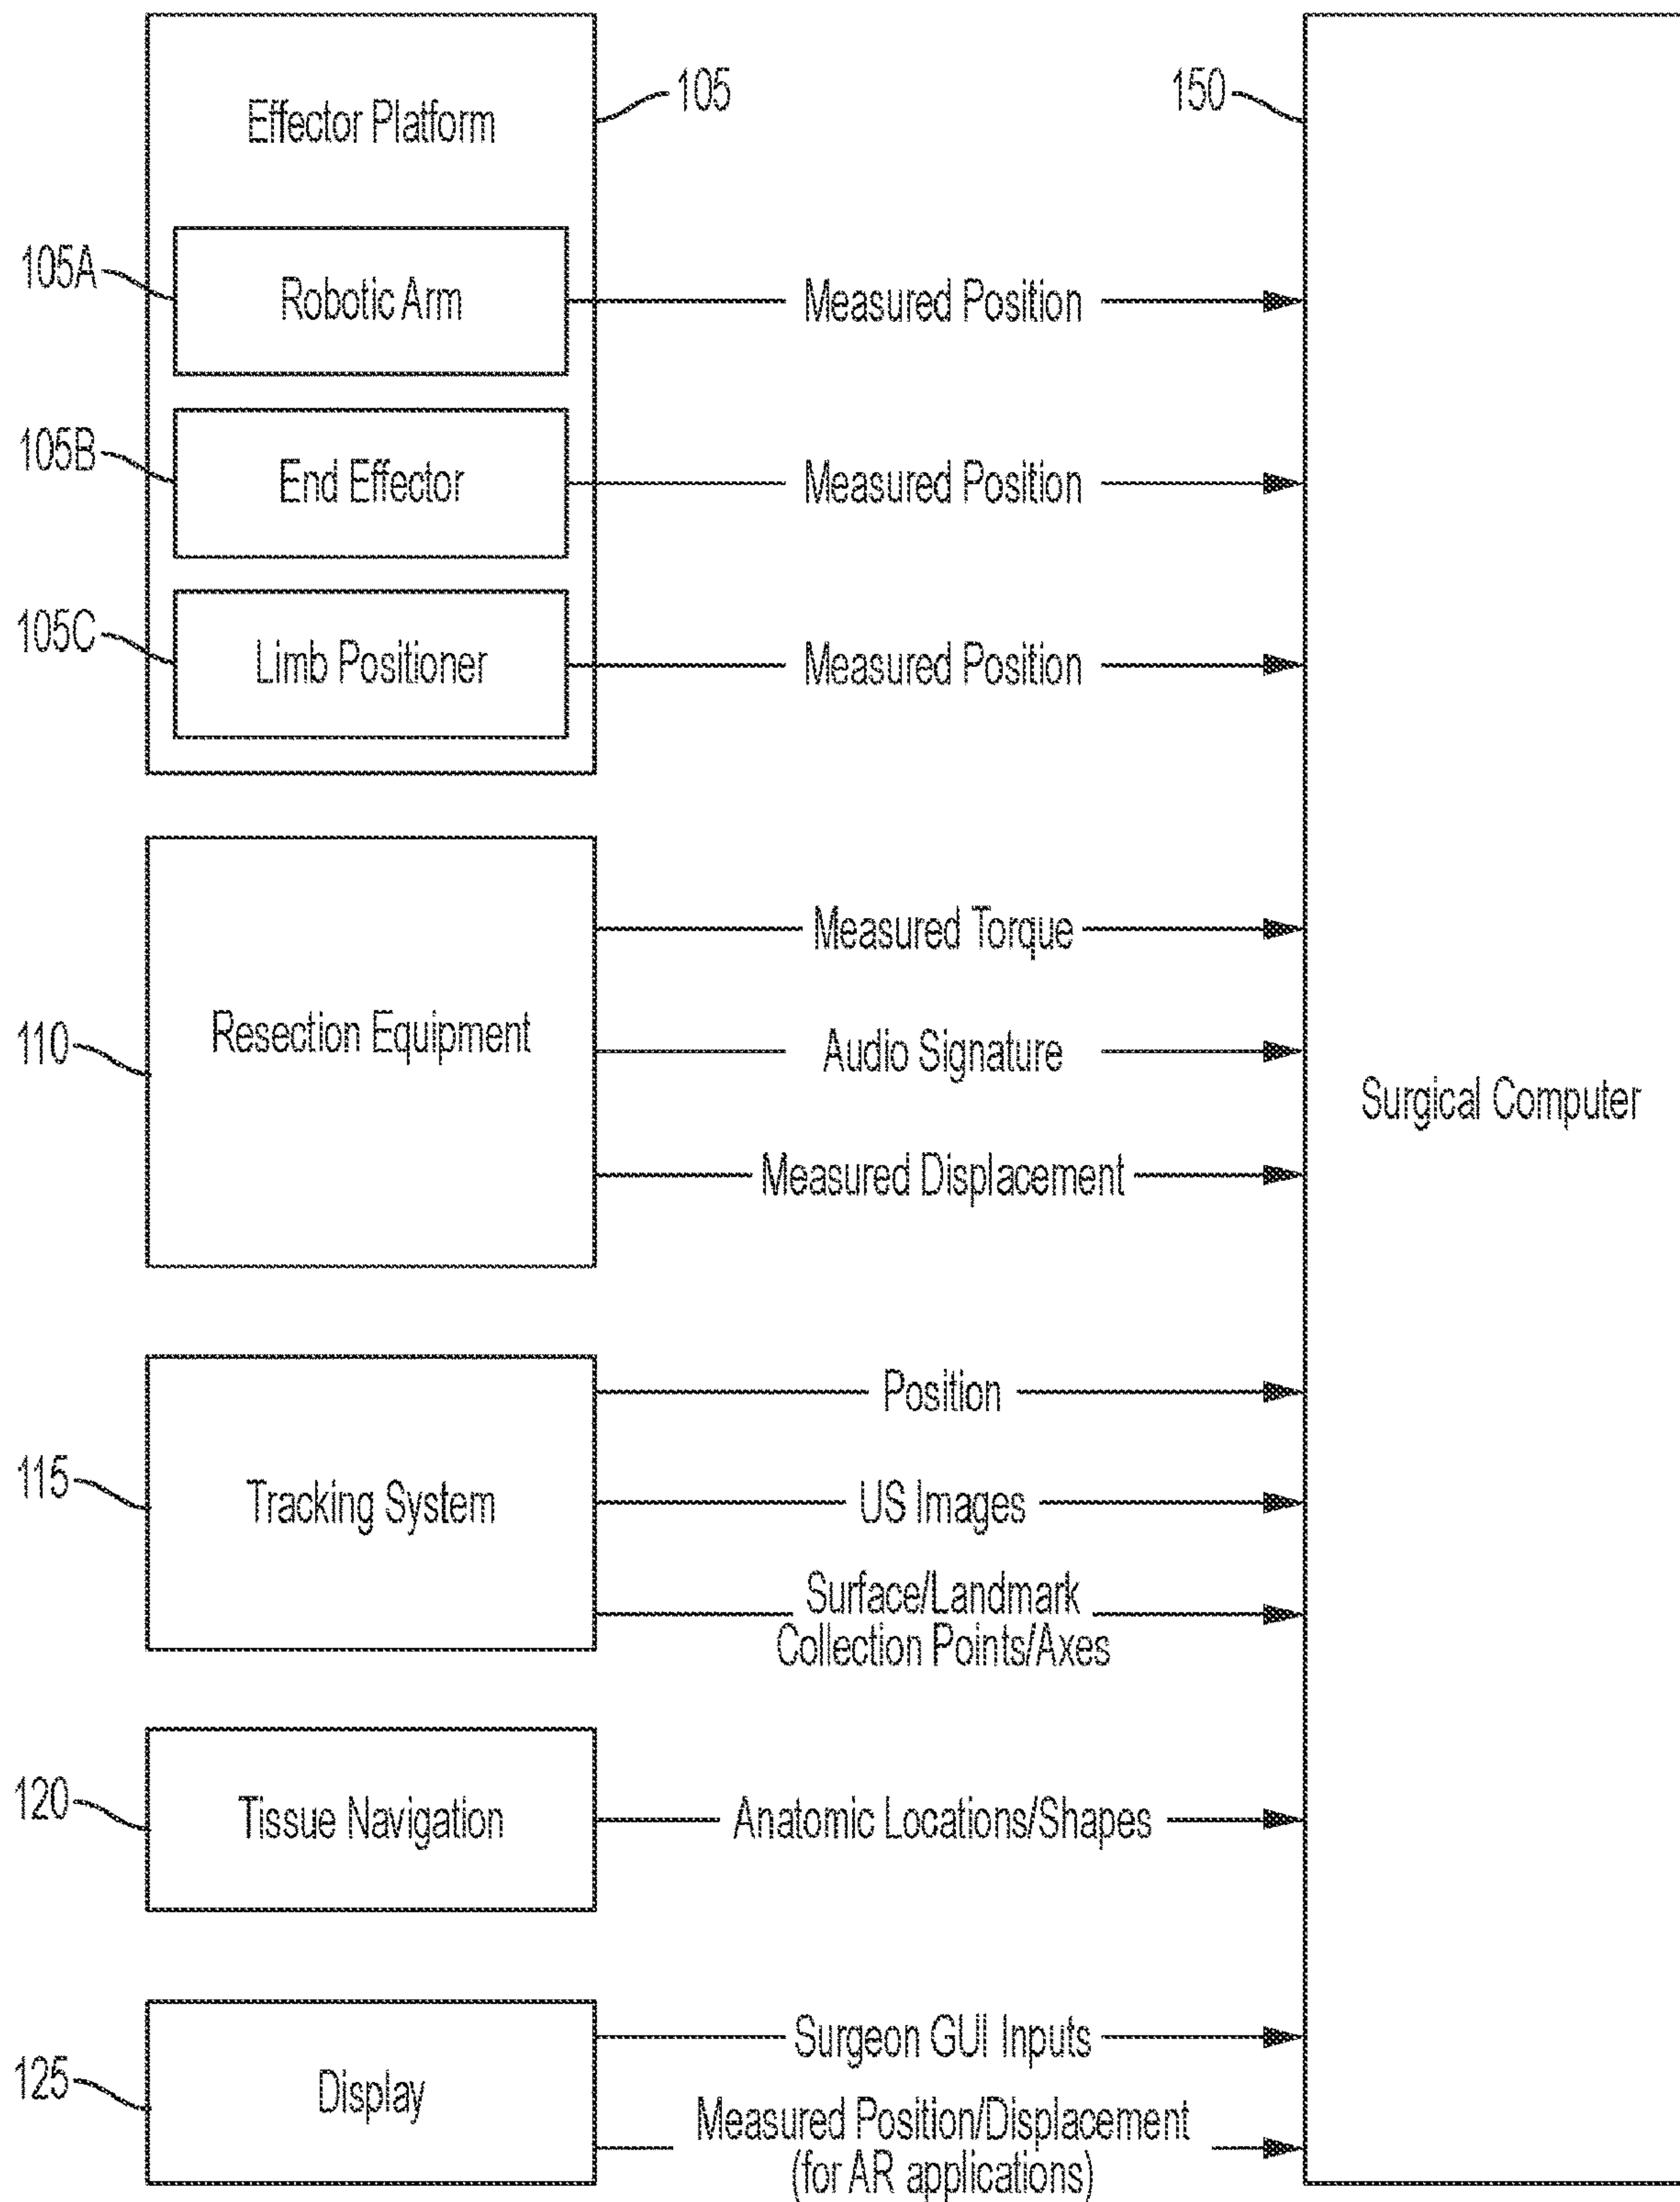 Effector Platform
105
150
105A
Robotic Arm
Measured Position
105B
End Effector
Measured Position
105C
Limb Positioner
Measured Position
Measured Torque
110
Resection Equipment
Audio Signature
Surgical Computer
Measured Displacement
Position
115
Tracking System
US Images
Surface/Landmark
Collection Points/Axes
120
Tissue Navigation
Anatomic Locations/Shapes
Surgeon GUI Inputs
125
Display
Measured Position/Displacement
(for AR applications)